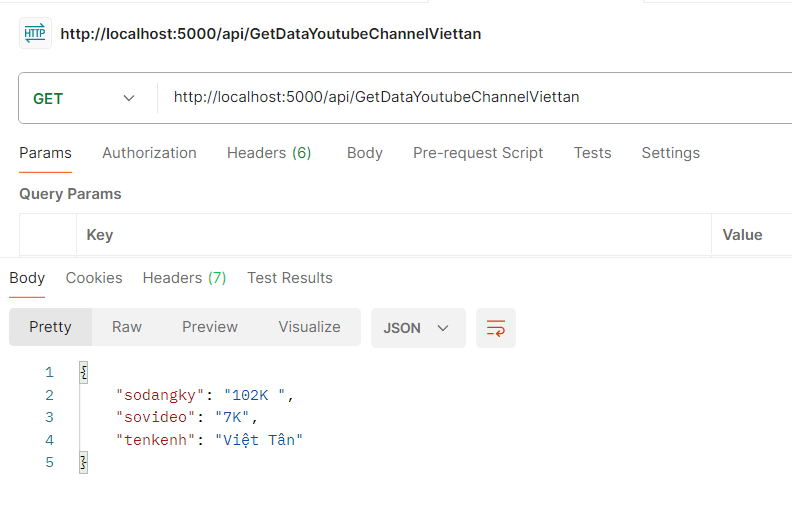 HTTP http://localhost:5000/api/GetDataYoutubeChannelViettan
GET http://localhost:5000/api/GetDataYoutubeChannelViettan
Params Authorization Headers (6) Body Pre-request Script Tests Settings
Query Params
Key Value
Body Cookies Headers (7) Test Results
Pretty Raw Preview Visualize JSON
1 {
2 "sodangky": "102K ",
3 "sovideo": "7K",
4 "tenkenh": "Việt Tân"
5 }